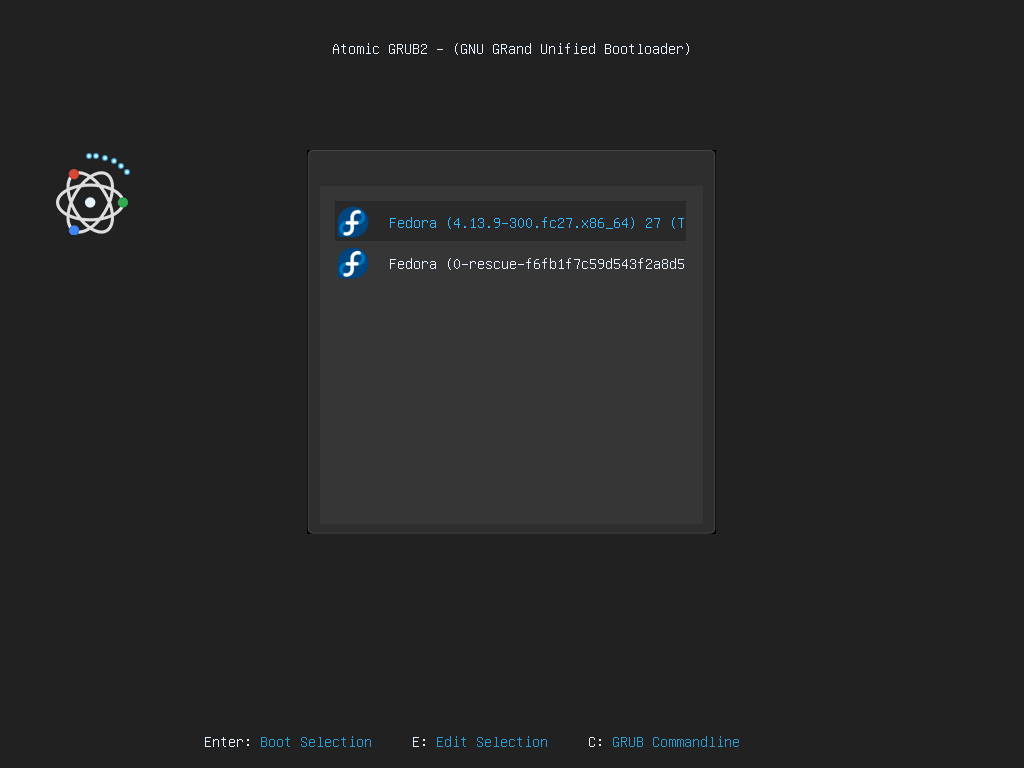 Atomic GRUB2 - (GNU GRand Unified Bootloader)
Fedora (4.13.9-300.fc27.x86_64) 27 (T
Fedora (0-rescue-f6fb1f7c59d543f2a8d5
Enter: Boot Selection E: Edit Selection C: GRUB Commandline